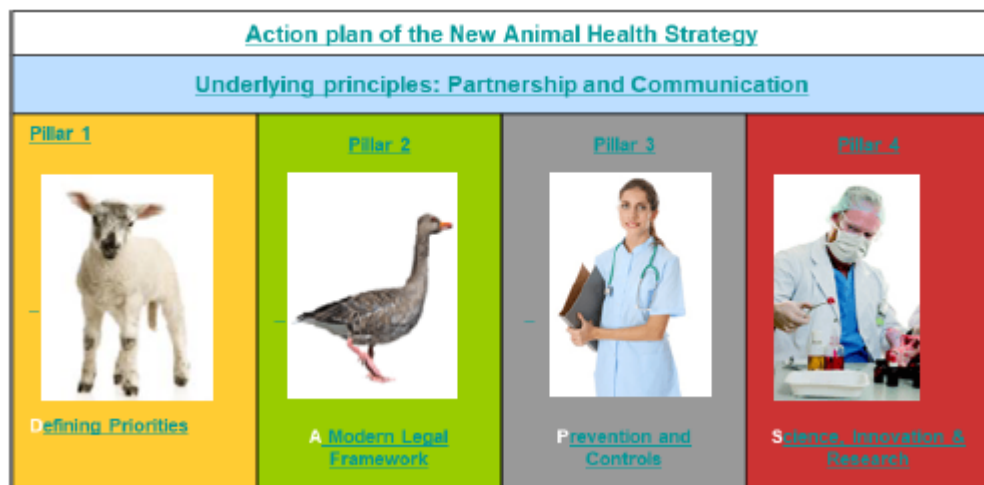 Action plan of the New Animal Health Strategy
Underlying principles: Partnership and Communication
Pillar 1
Pillar 2
Pillar 3
Pillar 4
Defining Priorities
A Modern Legal
Framework
Prevention and
Controls
Science, Innovation &
Research